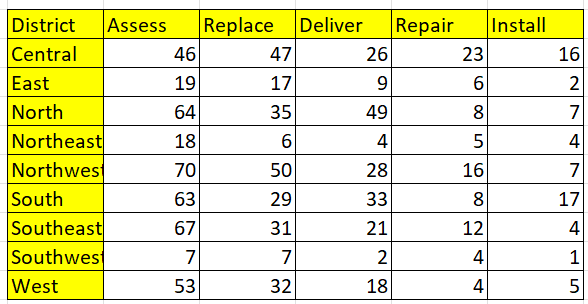 District Assess Replace Deliver Repair Install
Central 46 47 26 23 16
East 19 17 9 6 2
North 64 35 49 8 7
Northeast 18 6 4 5 4
Northwest 70 50 28 16 7
South 63 29 33 8 17
Southeast 67 31 21 12 4
Southwest 7 7 2 4 1
West 53 32 18 4 5